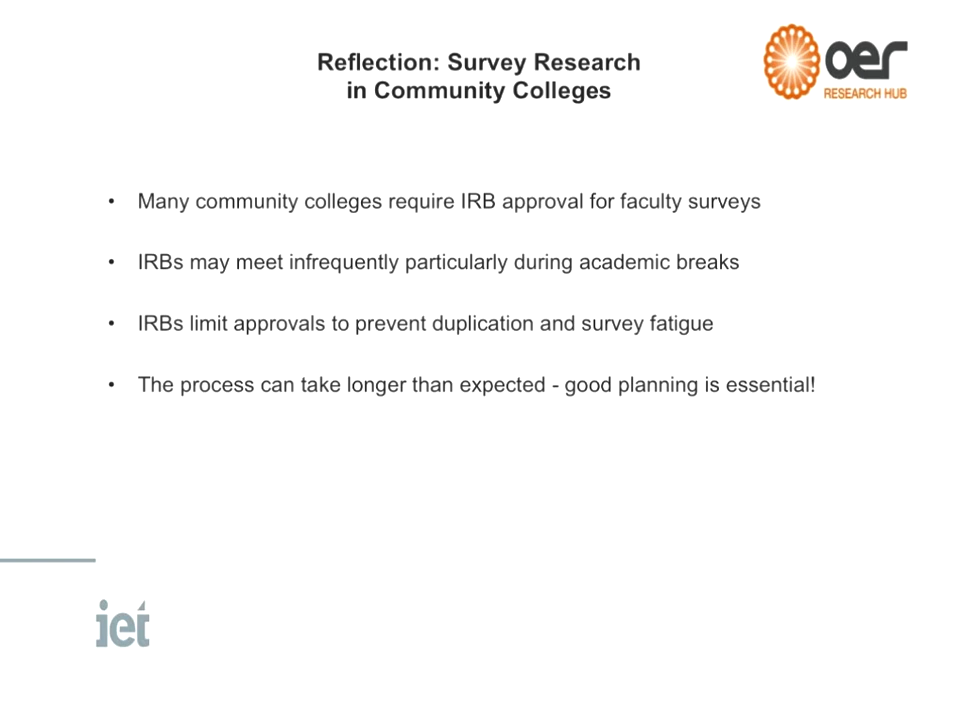 Reflection: Survey Research
in Community Colleges
oer
RESEARCH HUB
• Many community colleges require IRB approval for faculty surveys
• IRBs may meet infrequently particularly during academic breaks
• IRBs limit approvals to prevent duplication and survey fatigue
• The process can take longer than expected - good planning is essential!
iet